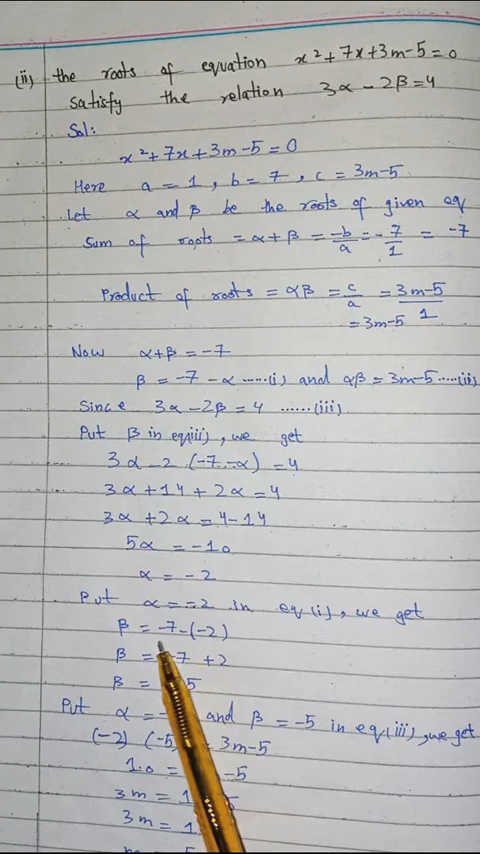 (ii) the roots of equation x²+7x+3m-5=0
satisfy the relation 3α-2β=4
Sol:
x²+7x+3m-5=0
Here a=1, b=7, c=3m-5
Let α and β be the roots of given eq
Sum of roots = α+β = -b/a = -7/1 = -7
Product of roots = αβ = c/a = 3m-5/1
= 3m-5
Now α+β = -7
β = -7-α ......(i) and αβ = 3m-5 .....(ii)
Since 3α-2β=4 ......(iii)
Put β in eq(iii), we get
3α-2(-7-α)=4
3α+14+2α=4
3α+2α=4-14
5α = -10
α = -2
Put α=-2 in eq(i), we get
β = -7-(-2)
β = -7+2
β = 5
Put α = and β = -5 in eq(iii), we get
(-2)(-5) 3m-5
10 = -5
3m = 1
3m = 1